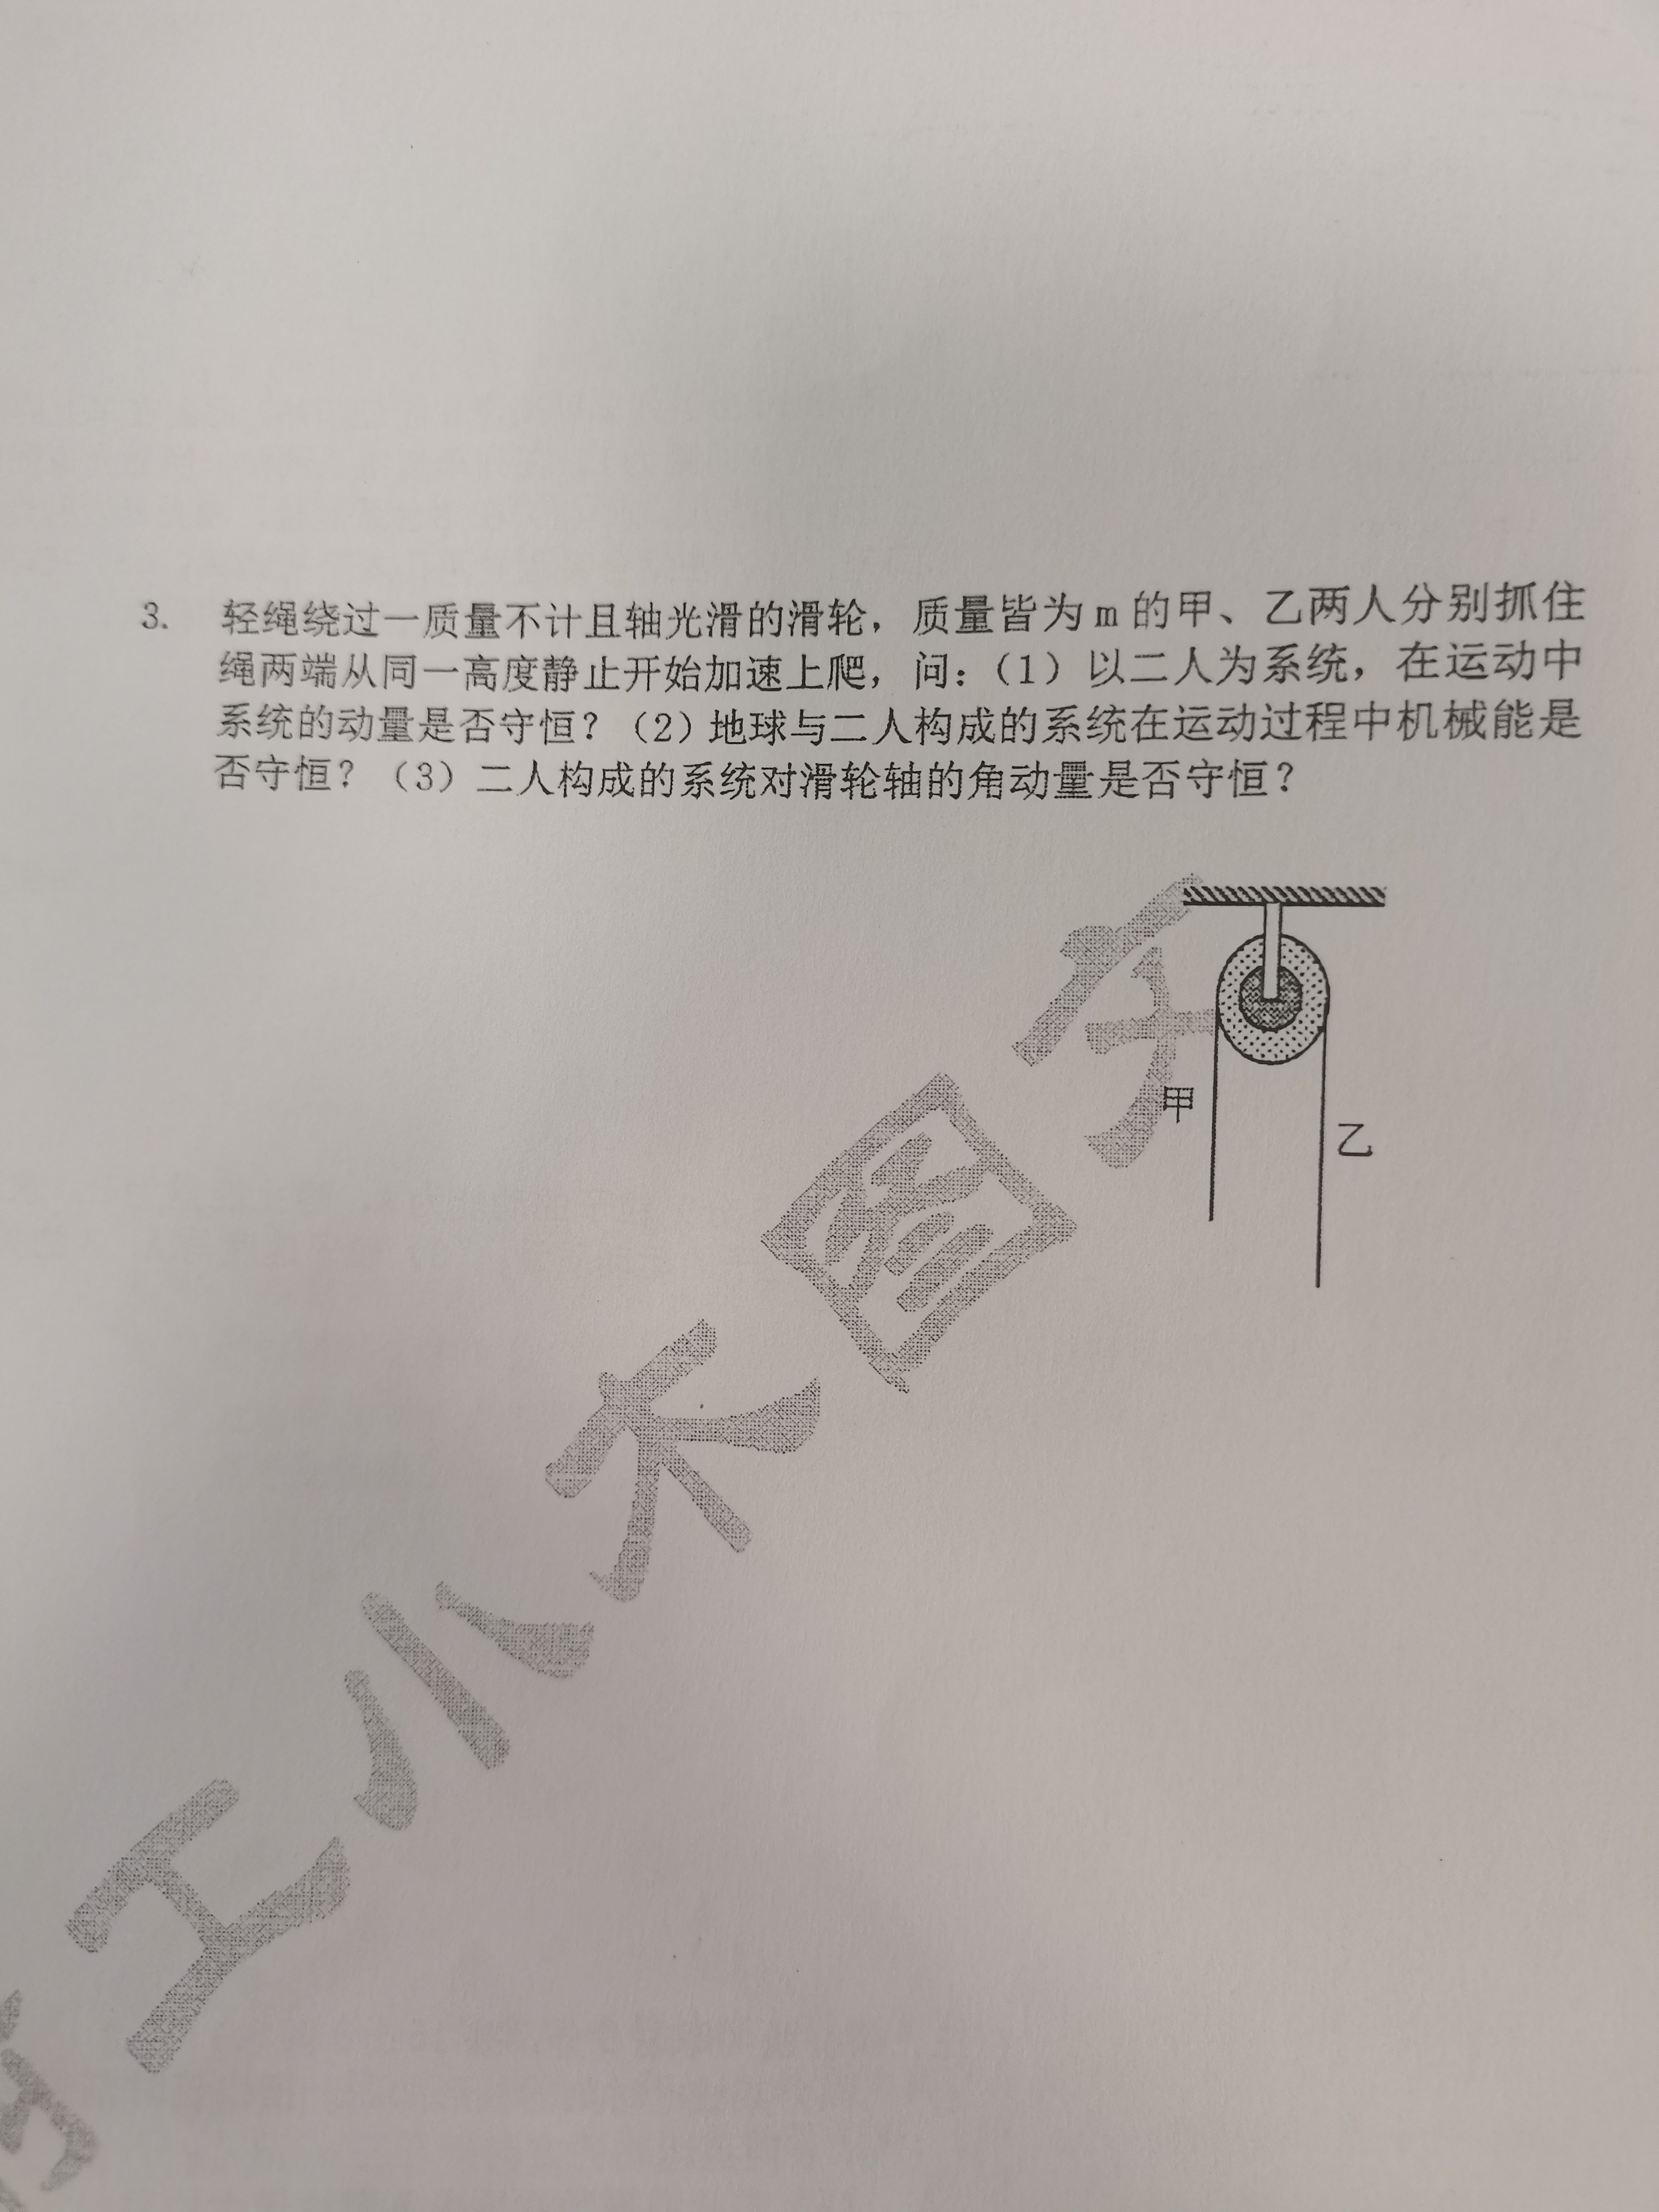 3. 轻绳绕过一质量不计且轴光滑的滑轮，质量皆为m的甲、乙两人分别抓住
绳两端从同一高度静止开始加速上爬，问：（1）以二人为系统，在运动中
系统的动量是否守恒？（2）地球与二人构成的系统在运动过程中机械能是
否守恒？（3）二人构成的系统对滑轮轴的角动量是否守恒？
甲
乙